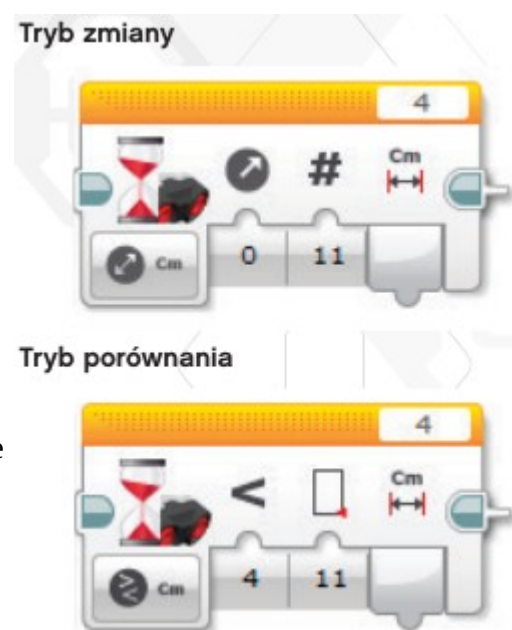 Tryb zmiany
4
# Cm
Cm 0 11
Tryb porównania
e
4
< Cm
Cm 4 11